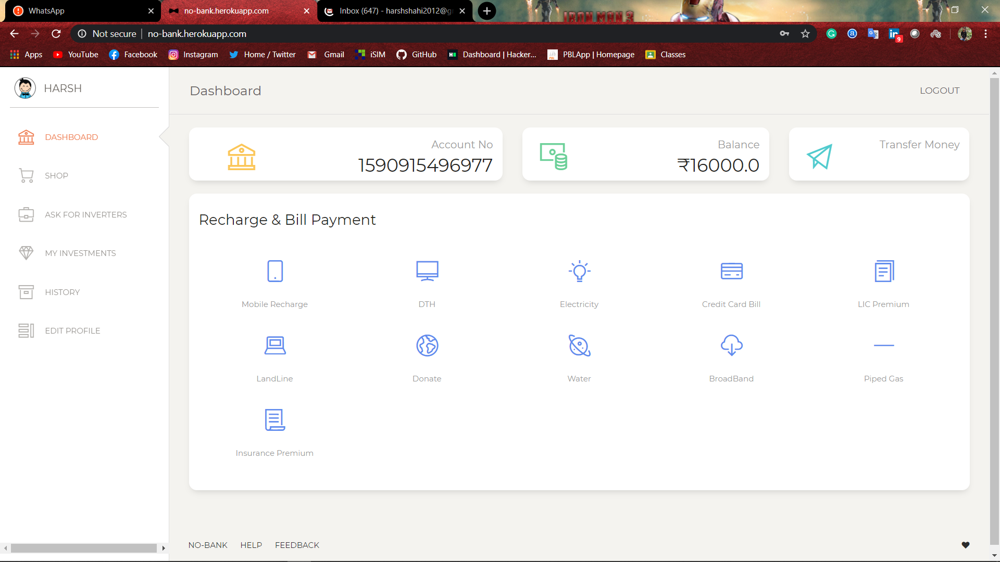 WhatsApp
no-bank.herokuapp.com
Inbox (647) - harshshahi2012@g
IRON MAN 3
Not secure | no-bank.herokuapp.com
9
Apps YouTube Facebook Instagram Home / Twitter Gmail iSIM GitHub Dashboard | Hacker... PBLApp | Homepage Classes
HARSH
Dashboard
LOGOUT
DASHBOARD
SHOP
ASK FOR INVERTERS
MY INVESTMENTS
HISTORY
EDIT PROFILE
Account No
1590915496977
Balance
₹16000.0
Transfer Money
Recharge & Bill Payment
Mobile Recharge DTH Electricity Credit Card Bill LIC Premium
LandLine Donate Water BroadBand Piped Gas
Insurance Premium
NO-BANK HELP FEEDBACK